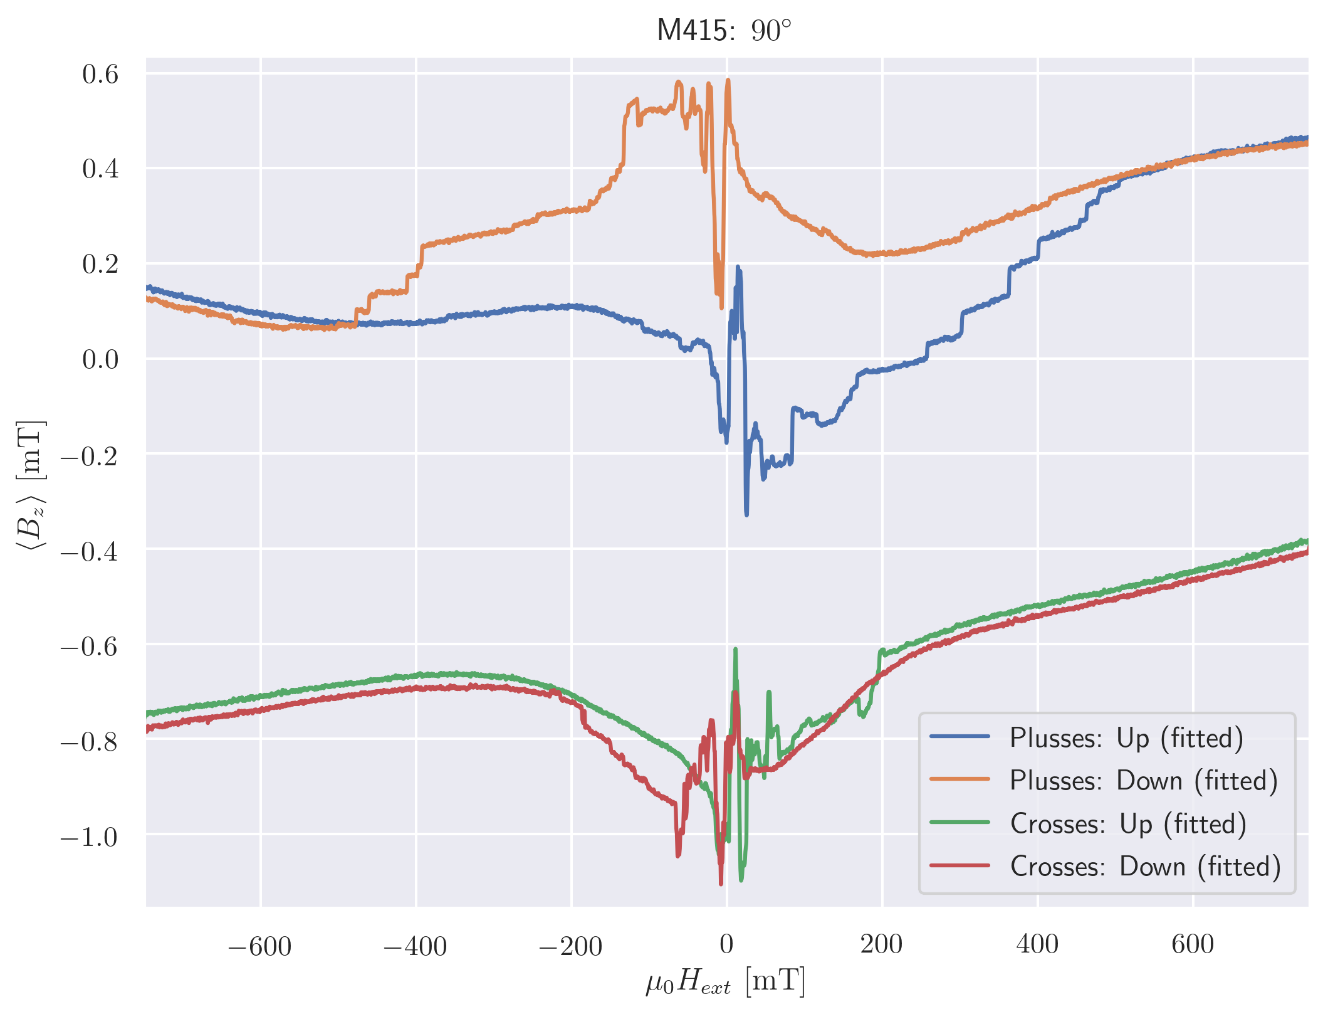 M415: 90°
0.6
0.4
0.2
0.0
−0.2
−0.4
−0.6
−0.8
−1.0
⟨B_z⟩ [mT]
−600
−400
−200
0
200
400
600
μ₀H_ext [mT]
Plusses: Up (fitted)
Plusses: Down (fitted)
Crosses: Up (fitted)
Crosses: Down (fitted)